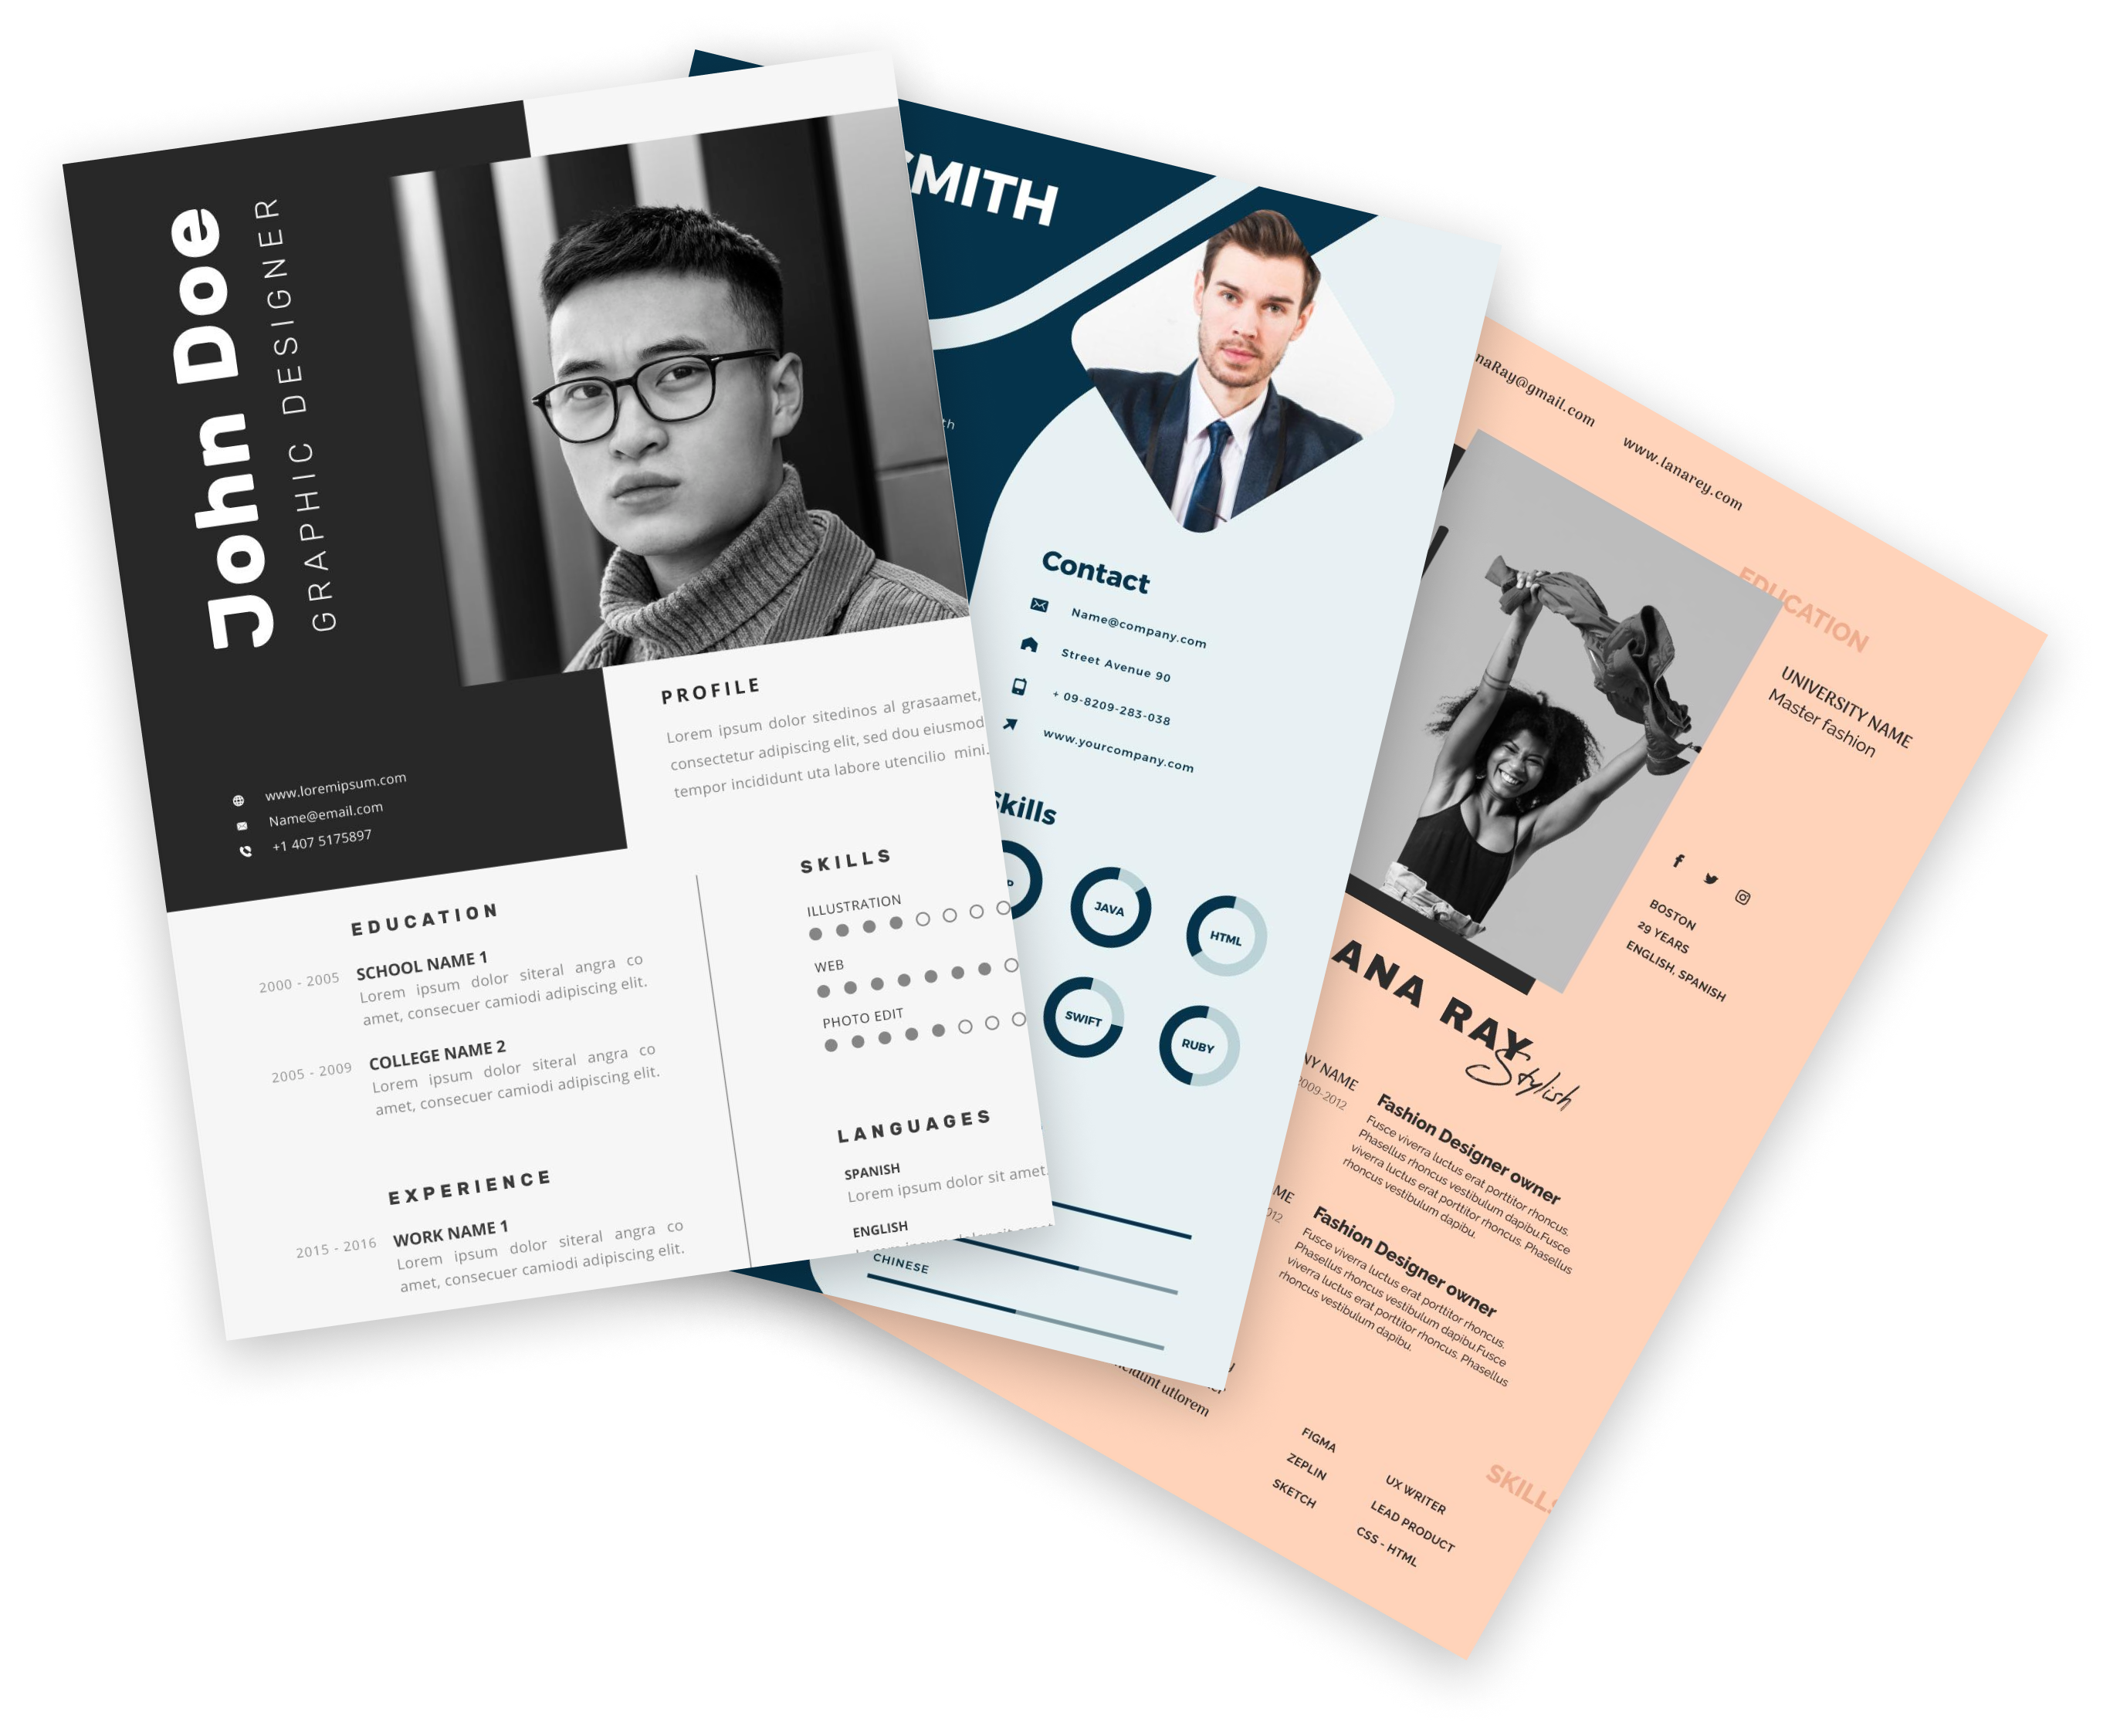 John Doe
GRAPHIC DESIGNER
www.loremipsum.com
Name@email.com
+1 407 5175897
PROFILE
Lorem ipsum dolor sitedinos al grasaamet,
consectetur adipiscing elit, sed dou eiusmod
tempor incididunt uta labore utencilio mini.
EDUCATION
2000 - 2005
SCHOOL NAME 1
Lorem ipsum dolor siteral angra co
amet, consecuer camiodi adipiscing elit.
2005 - 2009
COLLEGE NAME 2
Lorem ipsum dolor siteral angra co
amet, consecuer camiodi adipiscing elit.
EXPERIENCE
2015 - 2016
WORK NAME 1
Lorem ipsum dolor siteral angra co
amet, consecuer camiodi adipiscing elit.
SKILLS
ILLUSTRATION
WEB
PHOTO EDIT
LANGUAGES
SPANISH
Lorem ipsum dolor sit amet.
ENGLISH
SMITH
Contact
Name@company.com
Street Avenue 90
+ 09-8209-283-038
www.yourcompany.com
Skills
JAVA
HTML
SWIFT
RUBY
CHINESE
naRay@gmail.com
www.lanarey.com
EDUCATION
UNIVERSITY NAME
Master fashion
BOSTON
29 YEARS
ENGLISH, SPANISH
ANA RAY
Stylish
NY NAME
2009-2012
Fashion Designer owner
Fusce viverra luctus erat porttitor rhoncus.
Phasellus rhoncus vestibulum dapibu.Fusce
viverra luctus erat porttitor rhoncus. Phasellus
rhoncus vestibulum dapibu.
ME
012
Fashion Designer owner
Fusce viverra luctus erat porttitor rhoncus.
Phasellus rhoncus vestibulum dapibu.Fusce
viverra luctus erat porttitor rhoncus. Phasellus
rhoncus vestibulum dapibu.
cidunt utlorem
FIGMA
ZEPLIN
SKETCH
UX WRITER
LEAD PRODUCT
CSS - HTML
SKILLS